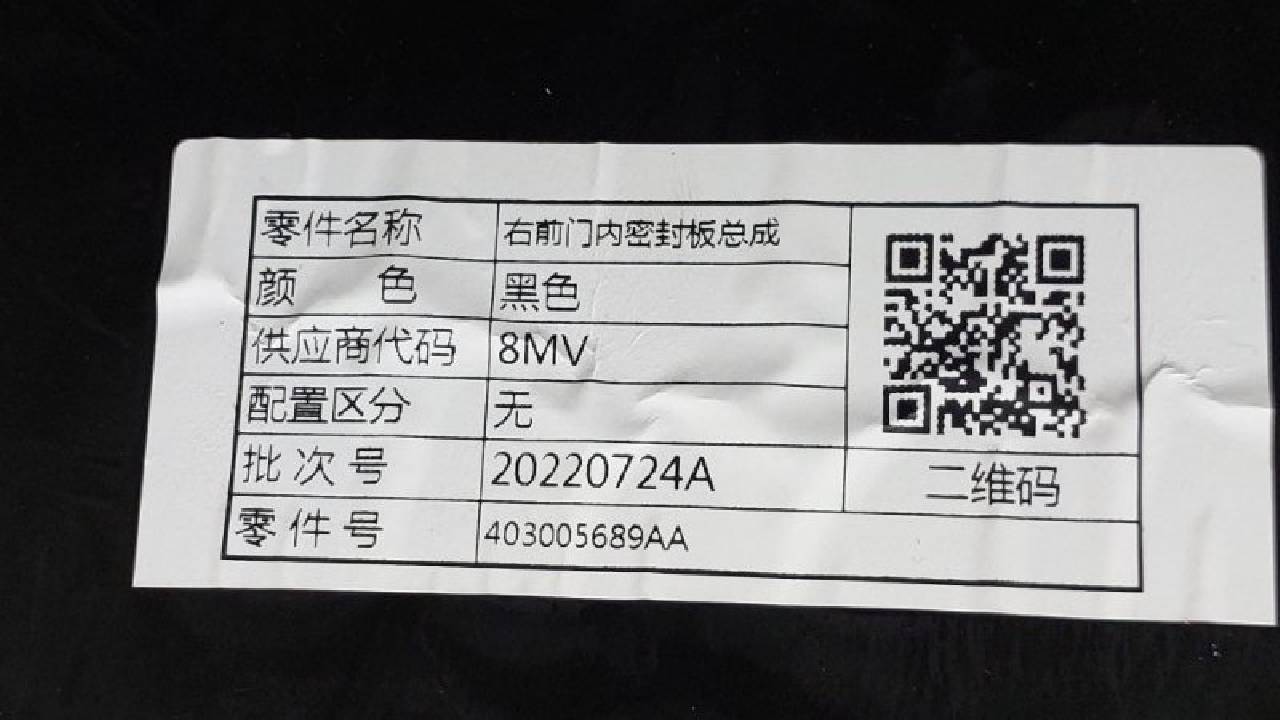 零件名称 右前门内密封板总成
颜 色 黑色
供应商代码 8MV
配置区分 无
批次号 20220724A
二维码
零件号 403005689AA